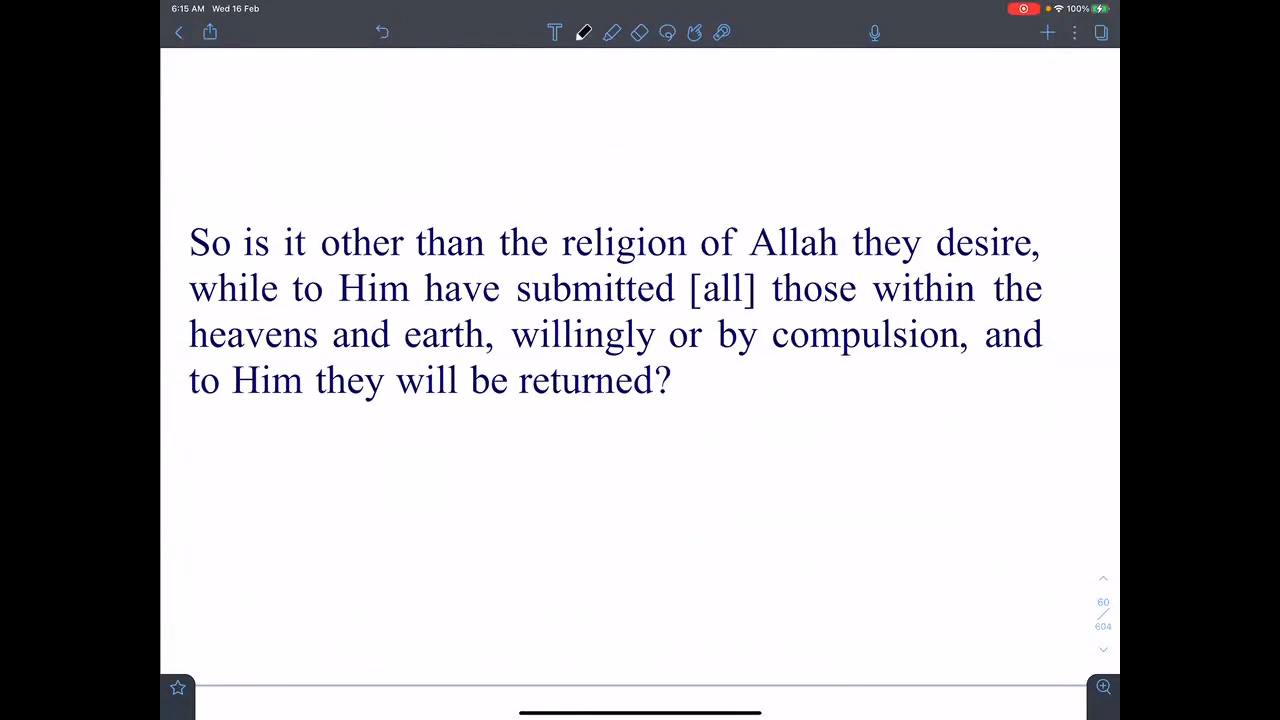 6:15 AM Wed 16 Feb
100%
T
So is it other than the religion of Allah they desire,
while to Him have submitted [all] those within the
heavens and earth, willingly or by compulsion, and
to Him they will be returned?
60
604